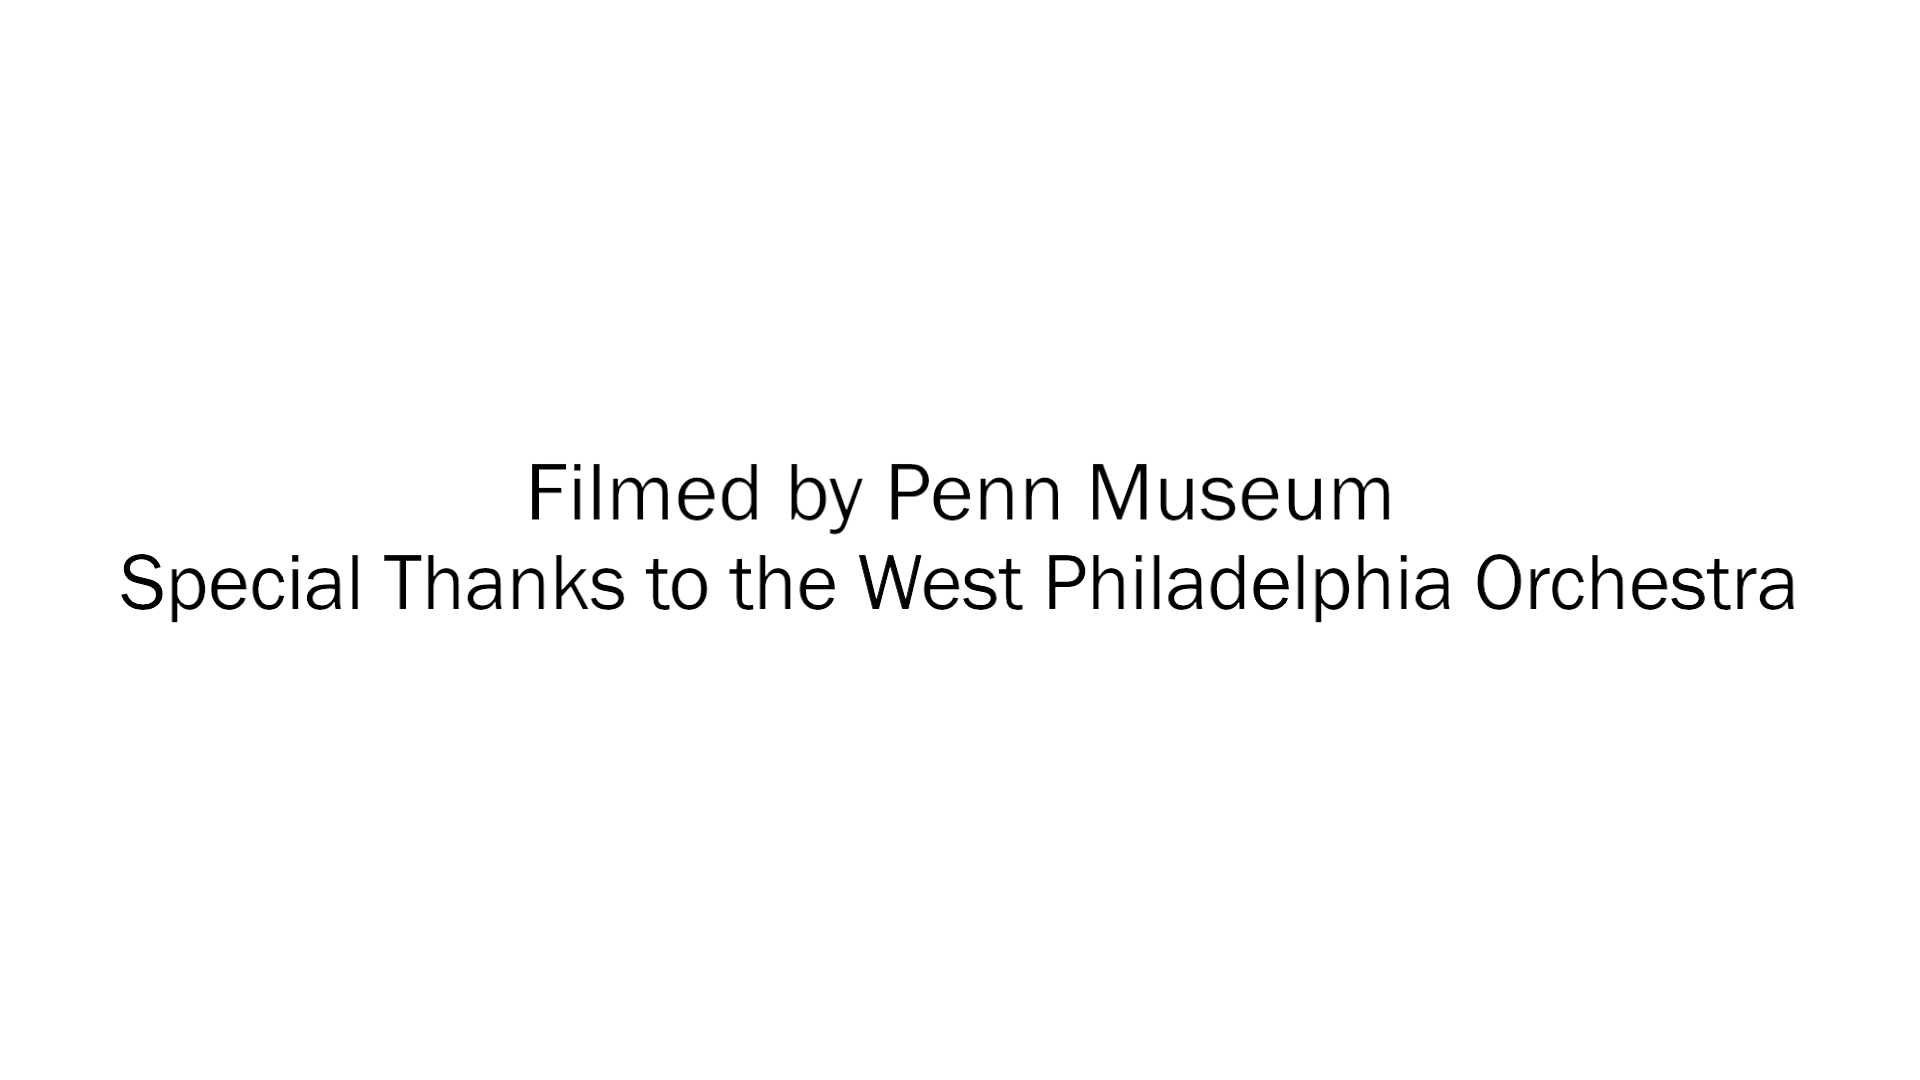 Filmed by Penn Museum
Special Thanks to the West Philadelphia Orchestra